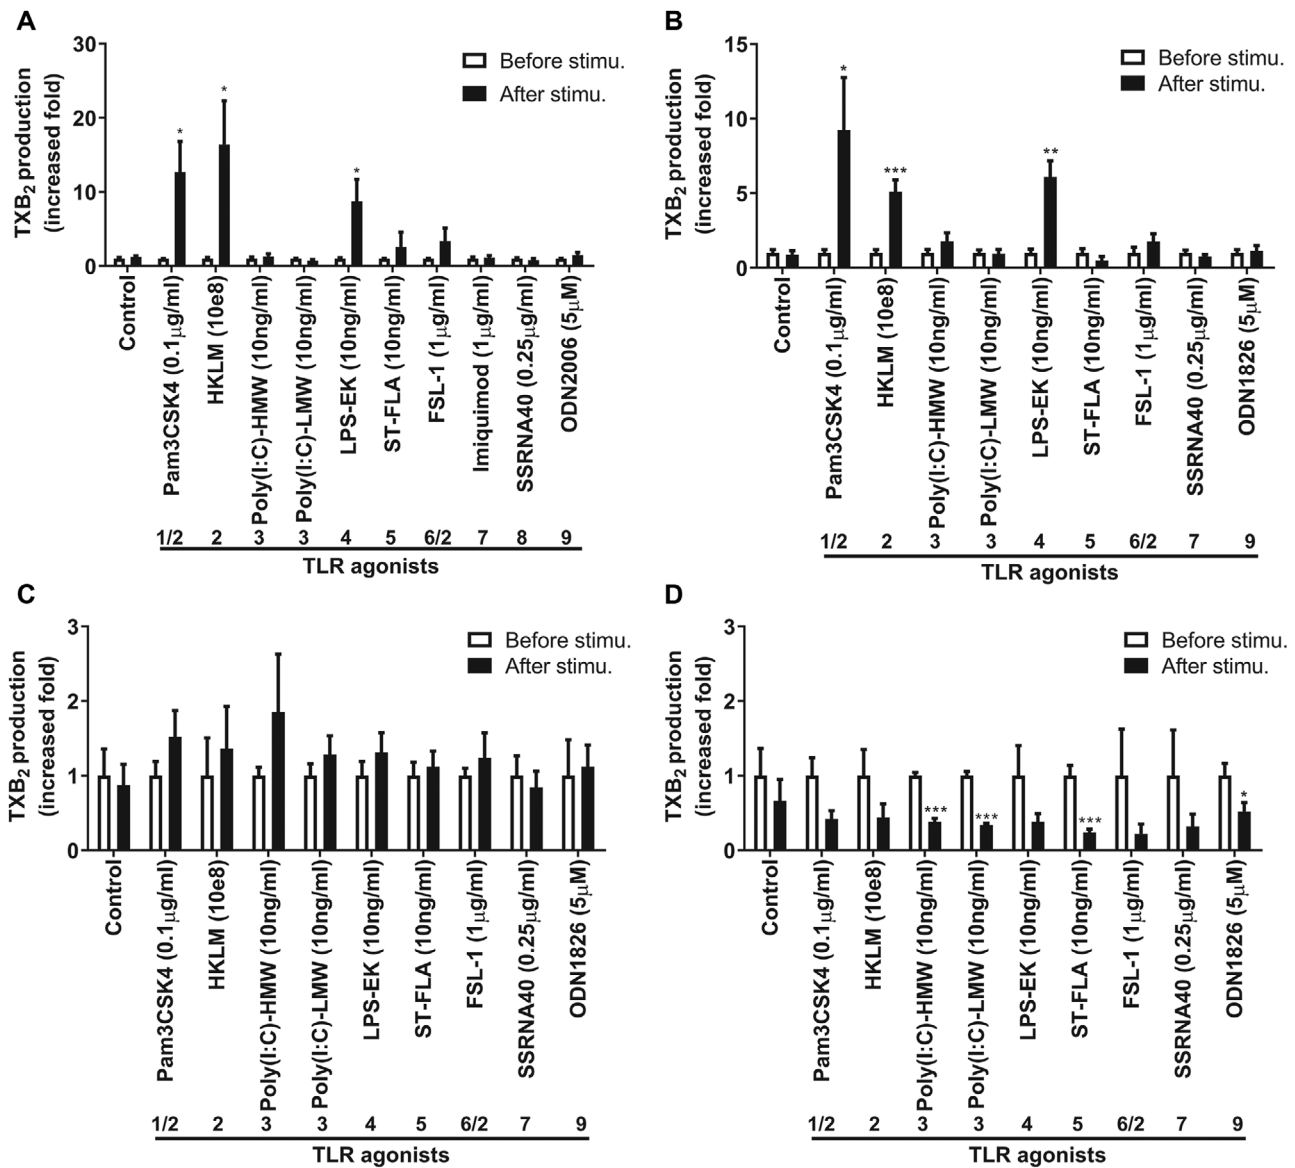 A
TXB2 production
(increased fold)
30
20
10
0
Before stimu.
After stimu.
*
*
*
Control
Pam3CSK4 (0.1μg/ml)
HKLM (10e8)
Poly(I:C)-HMW (10ng/ml)
Poly(I:C)-LMW (10ng/ml)
LPS-EK (10ng/ml)
ST-FLA (10ng/ml)
FSL-1 (1μg/ml)
Imiquimod (1μg/ml)
SSRNA40 (0.25μg/ml)
ODN2006 (5μM)
1/2 2 3 3 4 5 6/2 7 8 9
TLR agonists
B
TXB2 production
(increased fold)
15
10
5
0
Before stimu.
After stimu.
*
***
**
Control
Pam3CSK4 (0.1μg/ml)
HKLM (10e8)
Poly(I:C)-HMW (10ng/ml)
Poly(I:C)-LMW (10ng/ml)
LPS-EK (10ng/ml)
ST-FLA (10ng/ml)
FSL-1 (1μg/ml)
SSRNA40 (0.25μg/ml)
ODN1826 (5μM)
1/2 2 3 3 4 5 6/2 7 9
TLR agonists
C
TXB2 production
(increased fold)
3
2
1
0
Before stimu.
After stimu.
Control
Pam3CSK4 (0.1μg/ml)
HKLM (10e8)
Poly(I:C)-HMW (10ng/ml)
Poly(I:C)-LMW (10ng/ml)
LPS-EK (10ng/ml)
ST-FLA (10ng/ml)
FSL-1 (1μg/ml)
SSRNA40 (0.25μg/ml)
ODN1826 (5μM)
1/2 2 3 3 4 5 6/2 7 9
TLR agonists
D
TXB2 production
(increased fold)
3
2
1
0
Before stimu.
After stimu.
***
***
***
*
Control
Pam3CSK4 (0.1μg/ml)
HKLM (10e8)
Poly(I:C)-HMW (10ng/ml)
Poly(I:C)-LMW (10ng/ml)
LPS-EK (10ng/ml)
ST-FLA (10ng/ml)
FSL-1 (1μg/ml)
SSRNA40 (0.25μg/ml)
ODN1826 (5μM)
1/2 2 3 3 4 5 6/2 7 9
TLR agonists